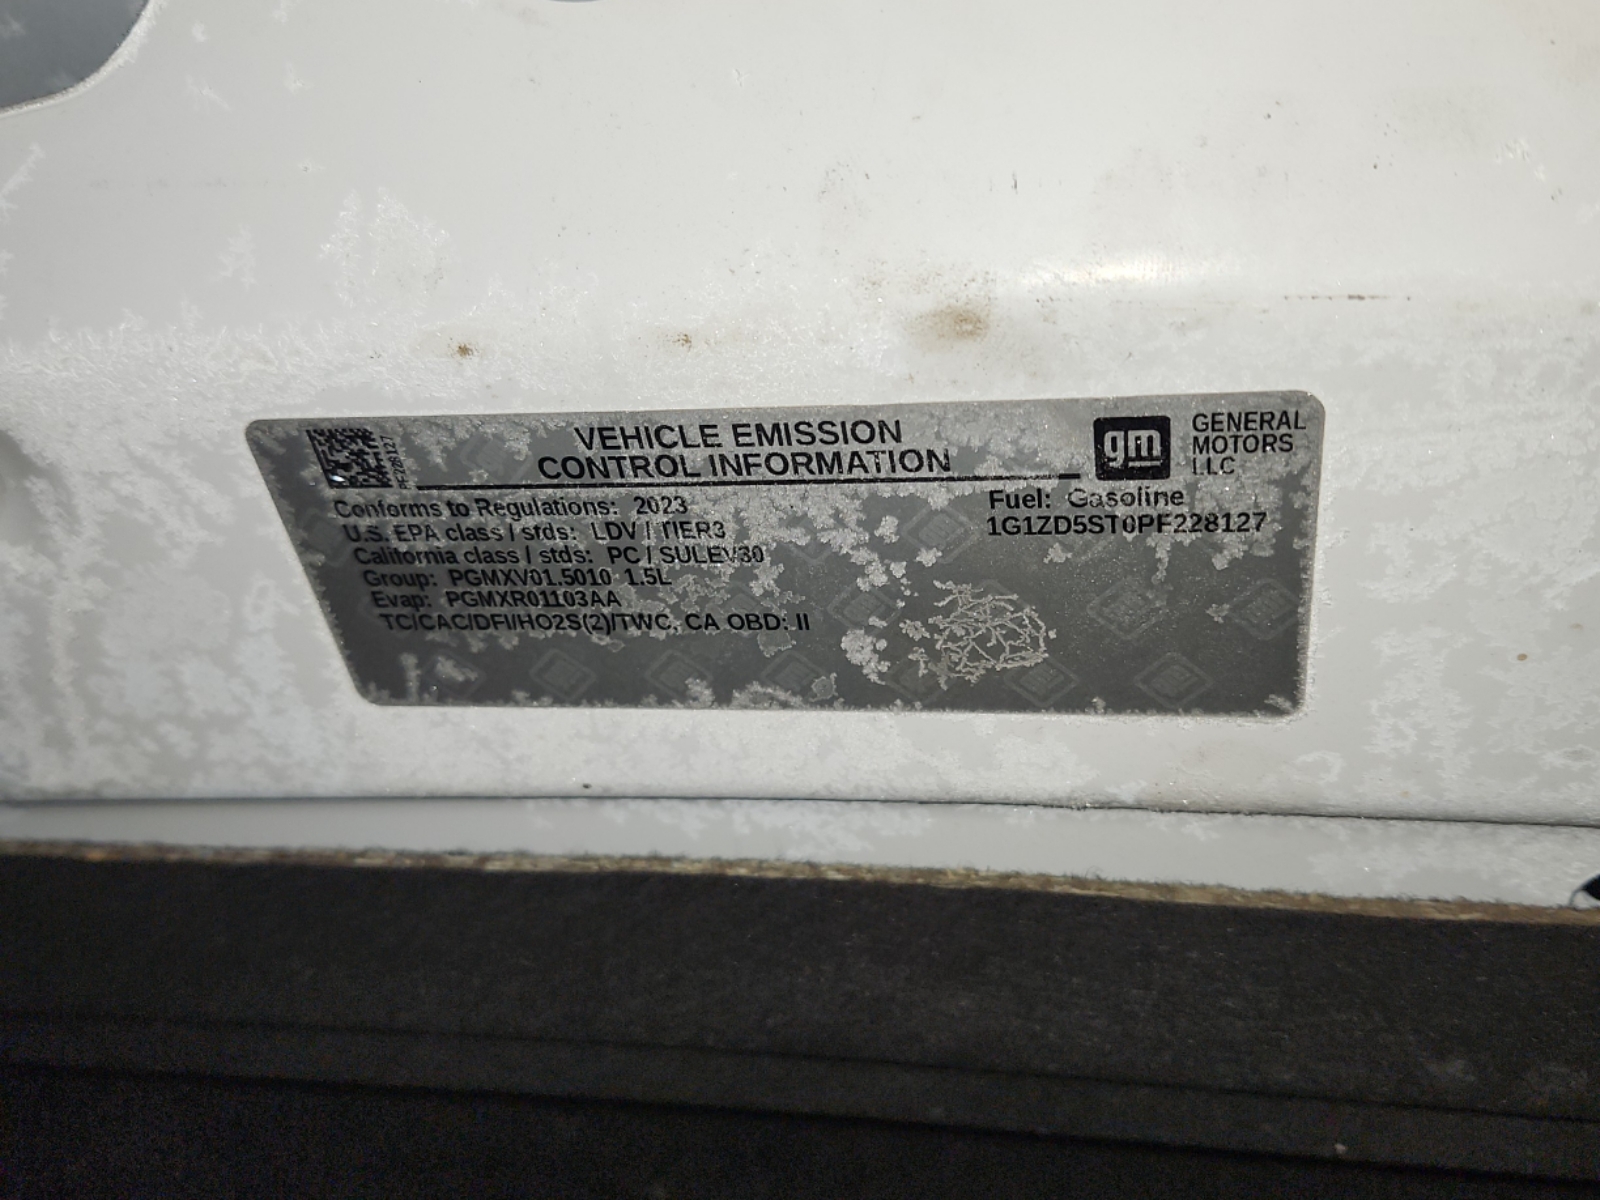 PF228127
VEHICLE EMISSION
CONTROL INFORMATION
gm
GENERAL
MOTORS
LLC
Conforms to Regulations: 2023
U.S. EPA class / stds: LDV / TIER3
California class / stds: PC / SULEV30
Group: PGMXV01.5010 1.5L
Evap: PGMXR01103AA
TC/CAC/DFI/HO2S(2)/TWC, CA OBD: II
Fuel: Gasoline
1G1ZD5ST0PF228127